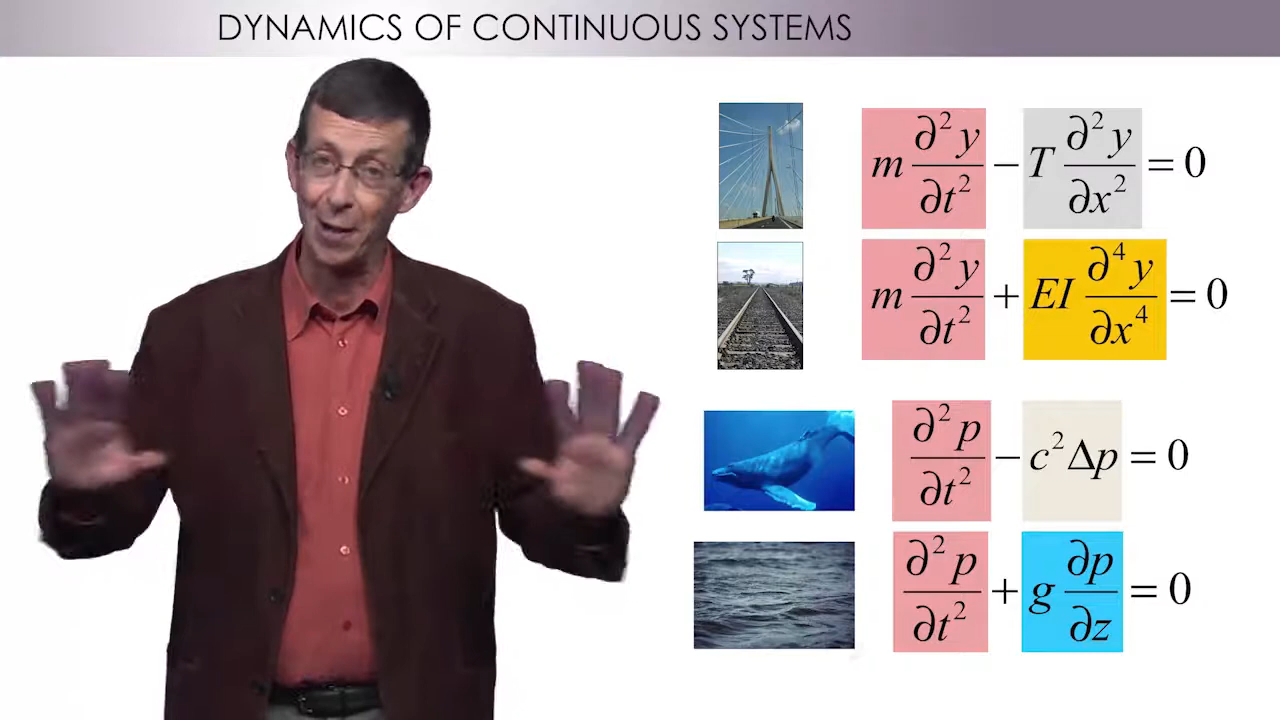 DYNAMICS OF CONTINUOUS SYSTEMS
m ∂²y/∂t² − T ∂²y/∂x² = 0
m ∂²y/∂t² + EI ∂⁴y/∂x⁴ = 0
∂²p/∂t² − c²Δp = 0
∂²p/∂t² + g ∂p/∂z = 0